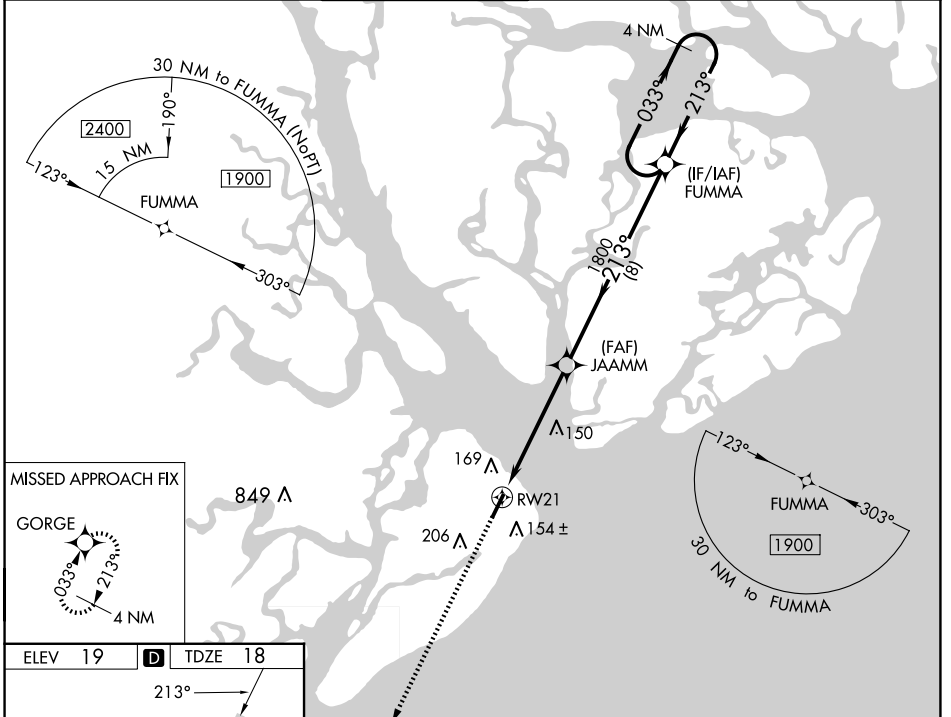 4 NM
033°
213°
(IF/IAF)
FUMMA
30 NM to FUMMA (NoPT)
2400
190°
15 NM
1900
123°
FUMMA
303°
1800
213°
(8)
(FAF)
JAAMM
150
169
RW21
849
206
154 ±
123°
FUMMA
303°
1900
30 NM to FUMMA
MISSED APPROACH FIX
GORGE
033°
213°
4 NM
ELEV 19 D TDZE 18
213°